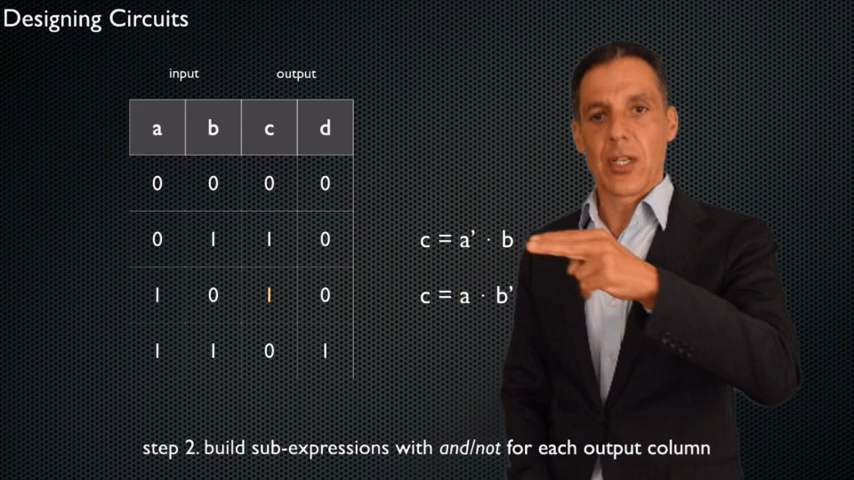 Designing Circuits
input output
a b c d
0 0 0 0
0 1 1 0
c = a' · b
1 0 1 0
c = a · b'
1 1 0 1
step 2. build sub-expressions with and/not for each output column